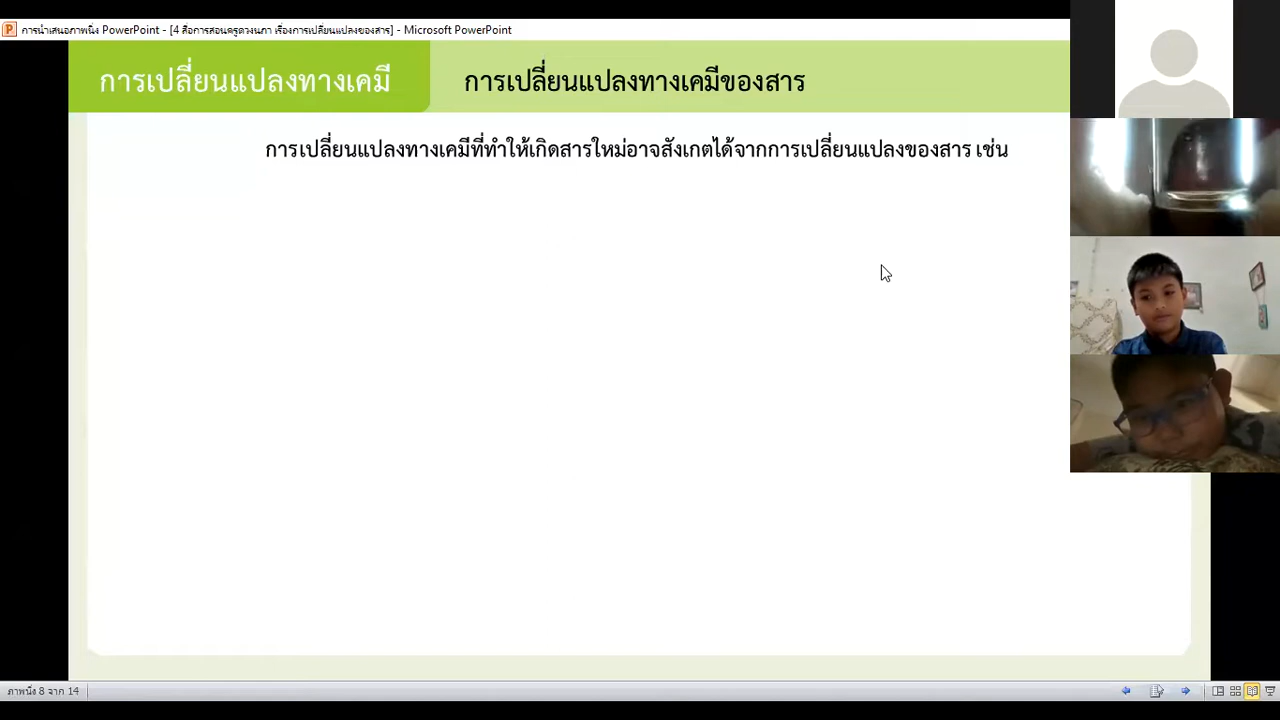 การนำเสนอภาพนิ่ง PowerPoint - [4 สื่อการสอนครูดวงนภา เรื่องการเปลี่ยนแปลงของสาร] - Microsoft PowerPoint
การเปลี่ยนแปลงทางเคมี
การเปลี่ยนแปลงทางเคมีของสาร
การเปลี่ยนแปลงทางเคมีที่ทำให้เกิดสารใหม่อาจสังเกตได้จากการเปลี่ยนแปลงของสาร เช่น
ภาพนิ่ง 8 จาก 14